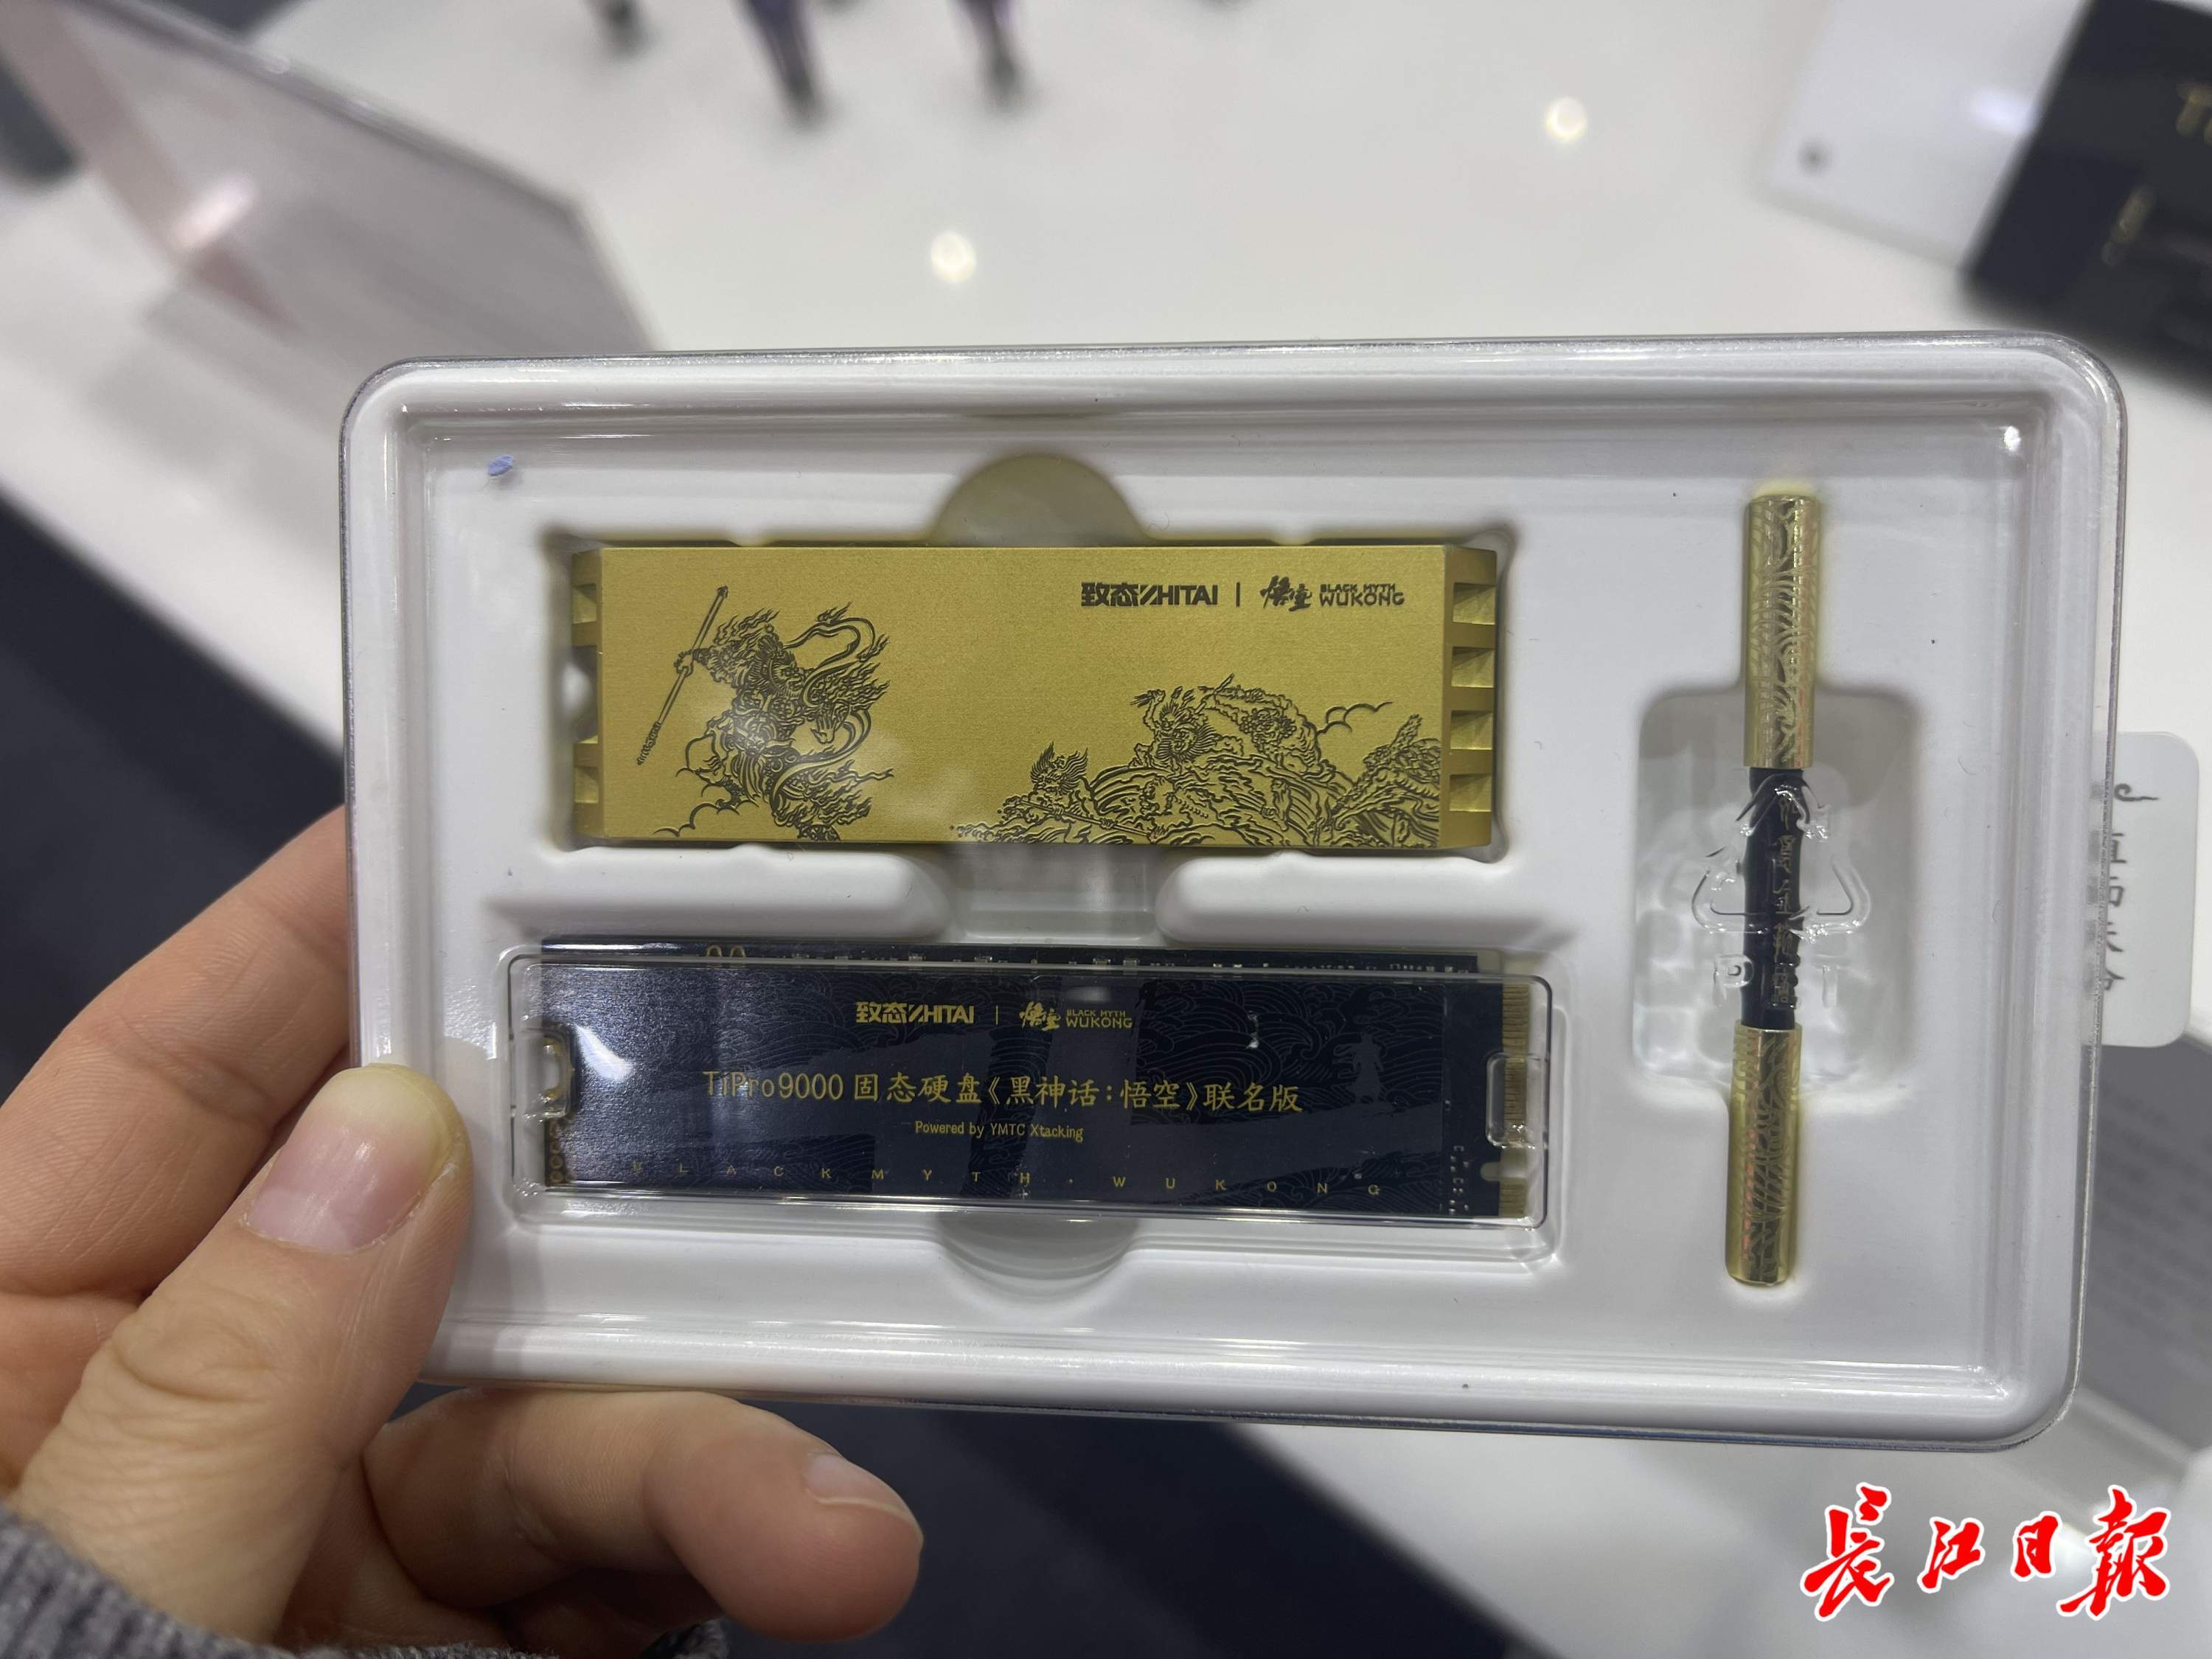 致态ZHITAI | 悟空 BLACK MYTH WUKONG
致态ZHITAI | 悟空 BLACK MYTH WUKONG
TiPro9000 固态硬盘《黑神话：悟空》联名版
Powered by YMTC Xtacking
BLACK MYTH · WUKONG
長江日報